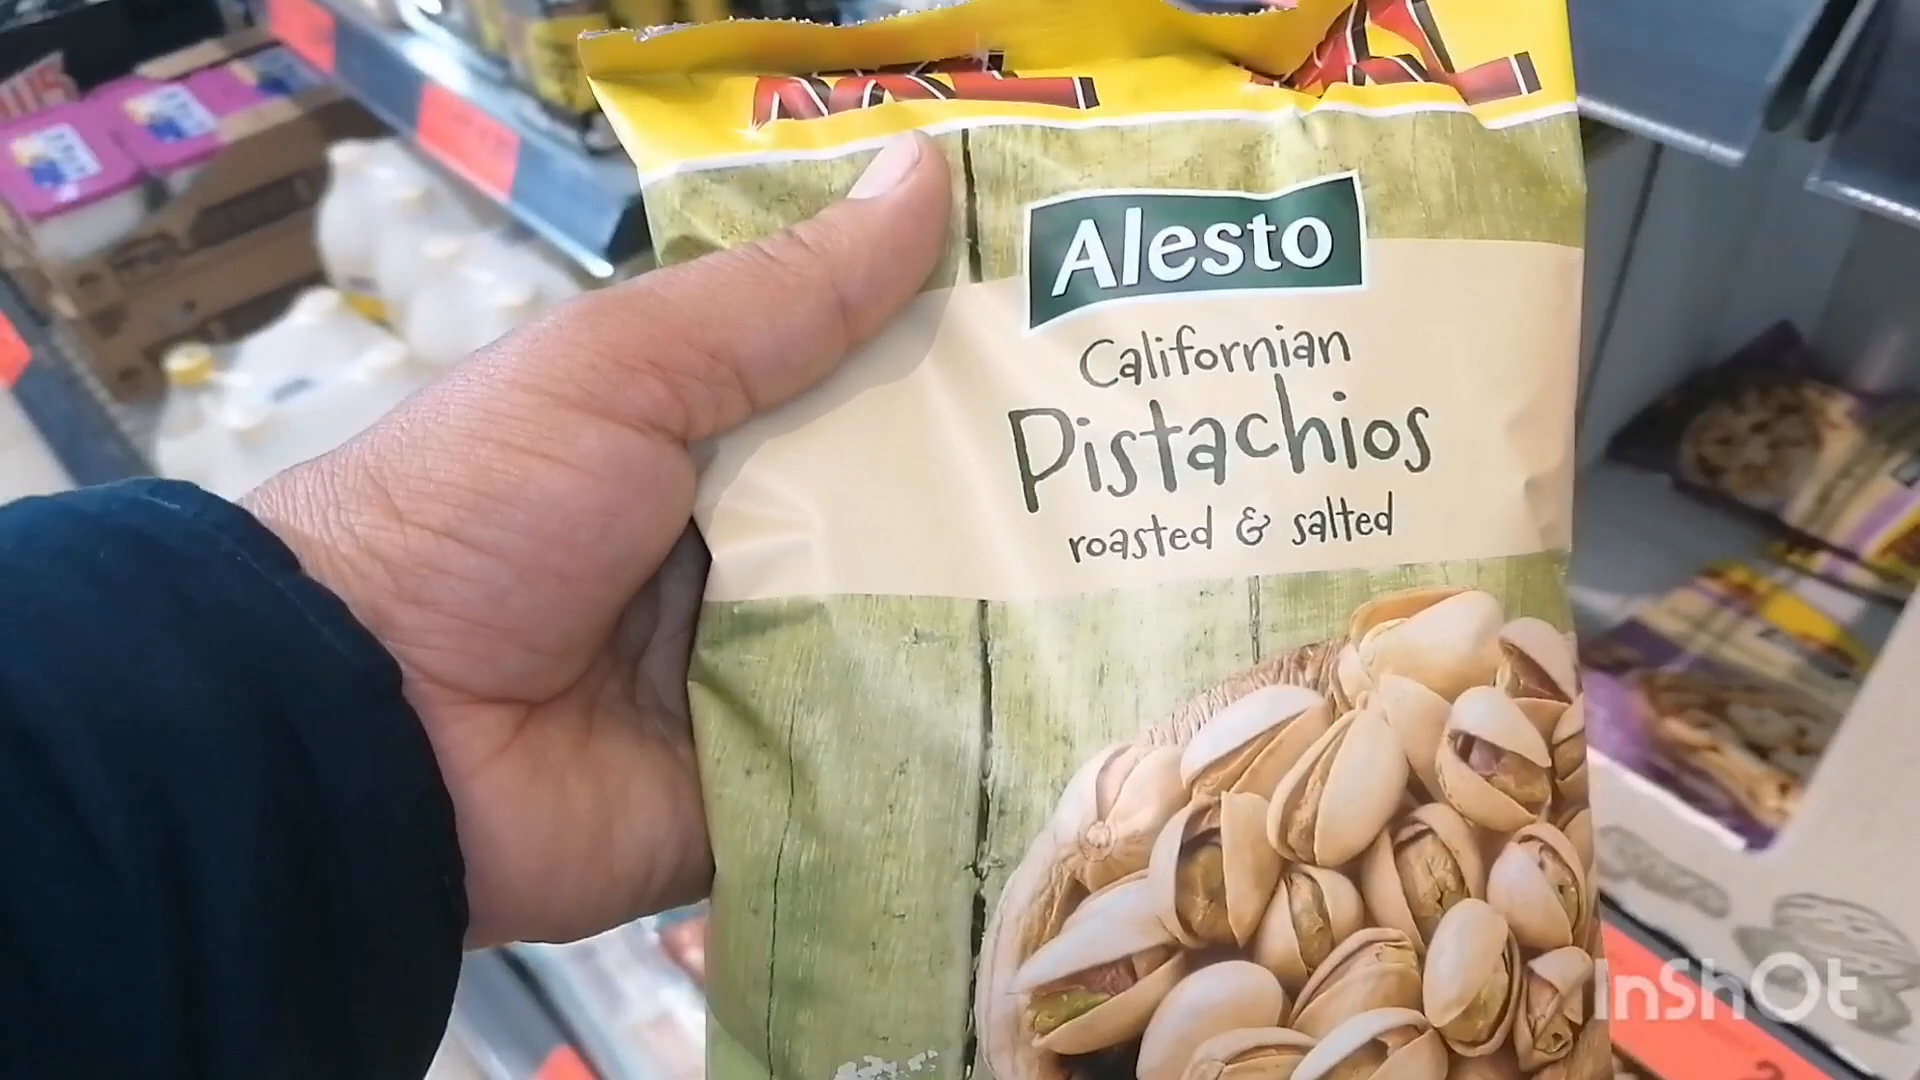 Alesto
Californian
Pistachios
roasted & salted
InShOt